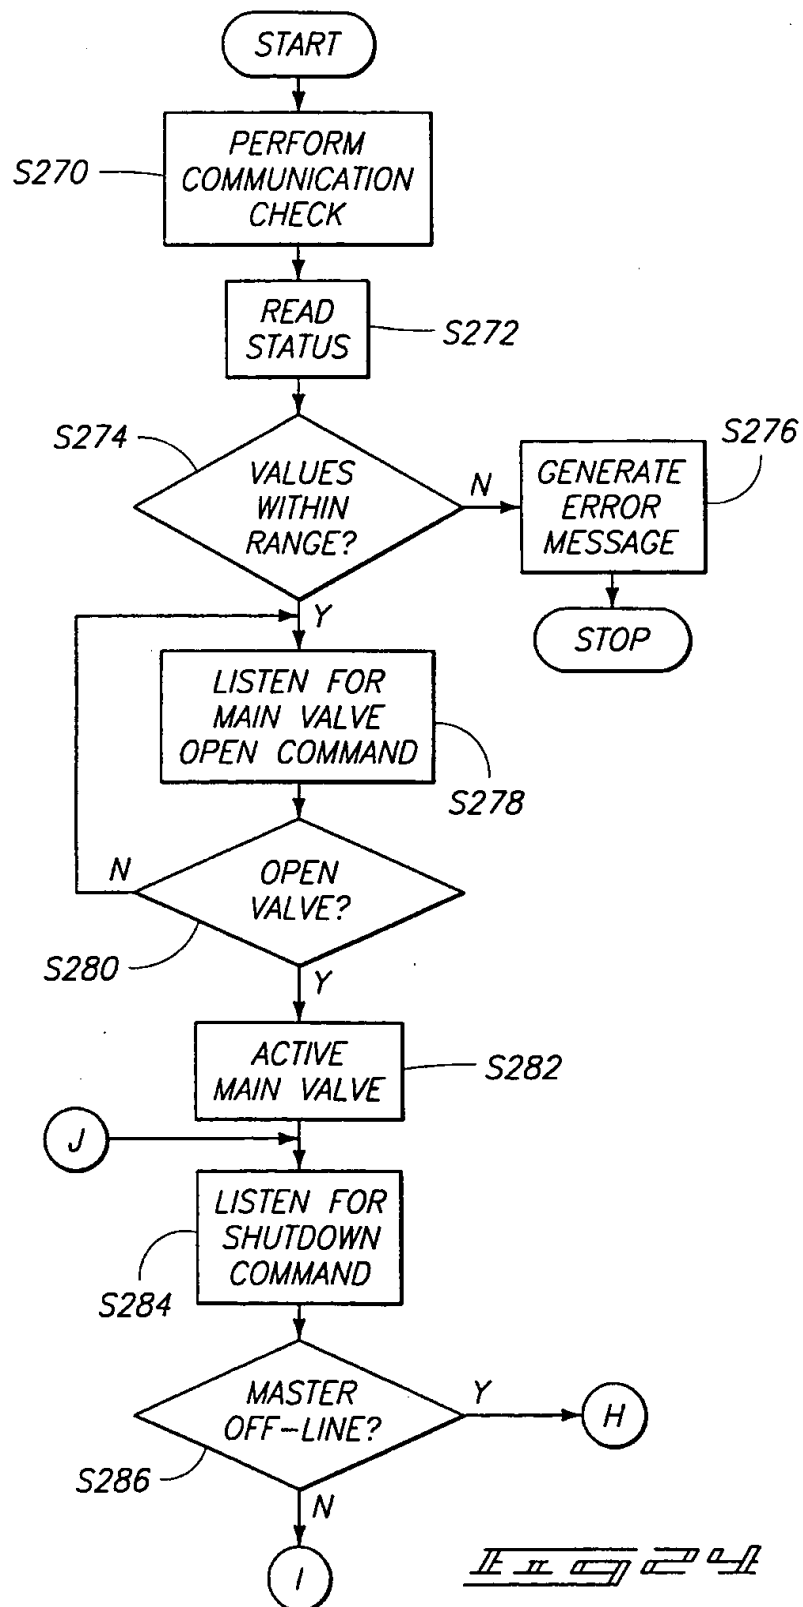 START
S270
PERFORM
COMMUNICATION
CHECK
READ
STATUS
S272
S274
VALUES
WITHIN
RANGE?
N
S276
GENERATE
ERROR
MESSAGE
STOP
Y
LISTEN FOR
MAIN VALVE
OPEN COMMAND
S278
N
OPEN
VALVE?
S280
Y
ACTIVE
MAIN VALVE
S282
J
LISTEN FOR
SHUTDOWN
COMMAND
S284
MASTER
OFF-LINE?
Y
H
S286
N
I
Fig 24